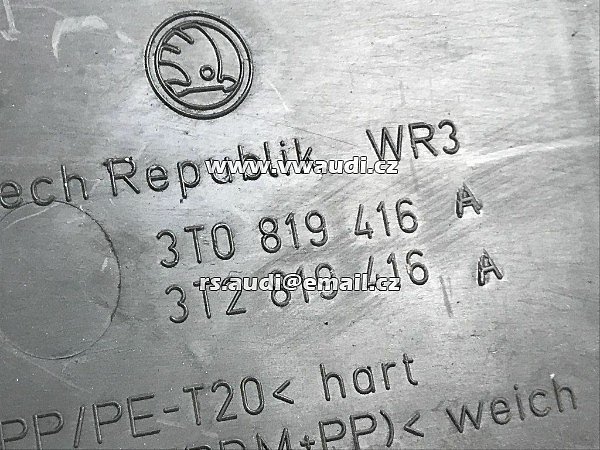 ech Republik WR3
www.vwaudi.cz
3T0 819 416 A
3T2 819 416 A
rs.audi@email.cz
PP/PE-T20< hart
M+PP)< weich